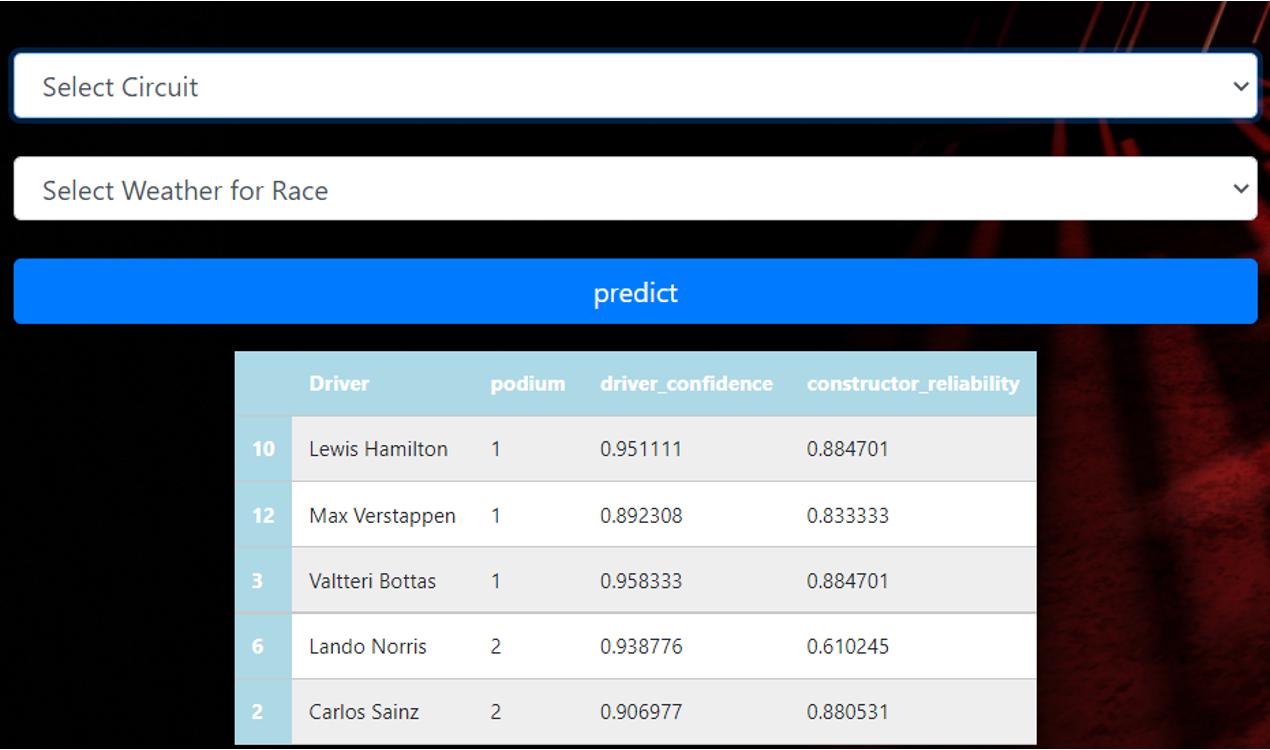 Select Circuit
Select Weather for Race
predict
Driver podium driver_confidence constructor_reliability
10 Lewis Hamilton 1 0.951111 0.884701
12 Max Verstappen 1 0.892308 0.833333
3 Valtteri Bottas 1 0.958333 0.884701
6 Lando Norris 2 0.938776 0.610245
2 Carlos Sainz 2 0.906977 0.880531